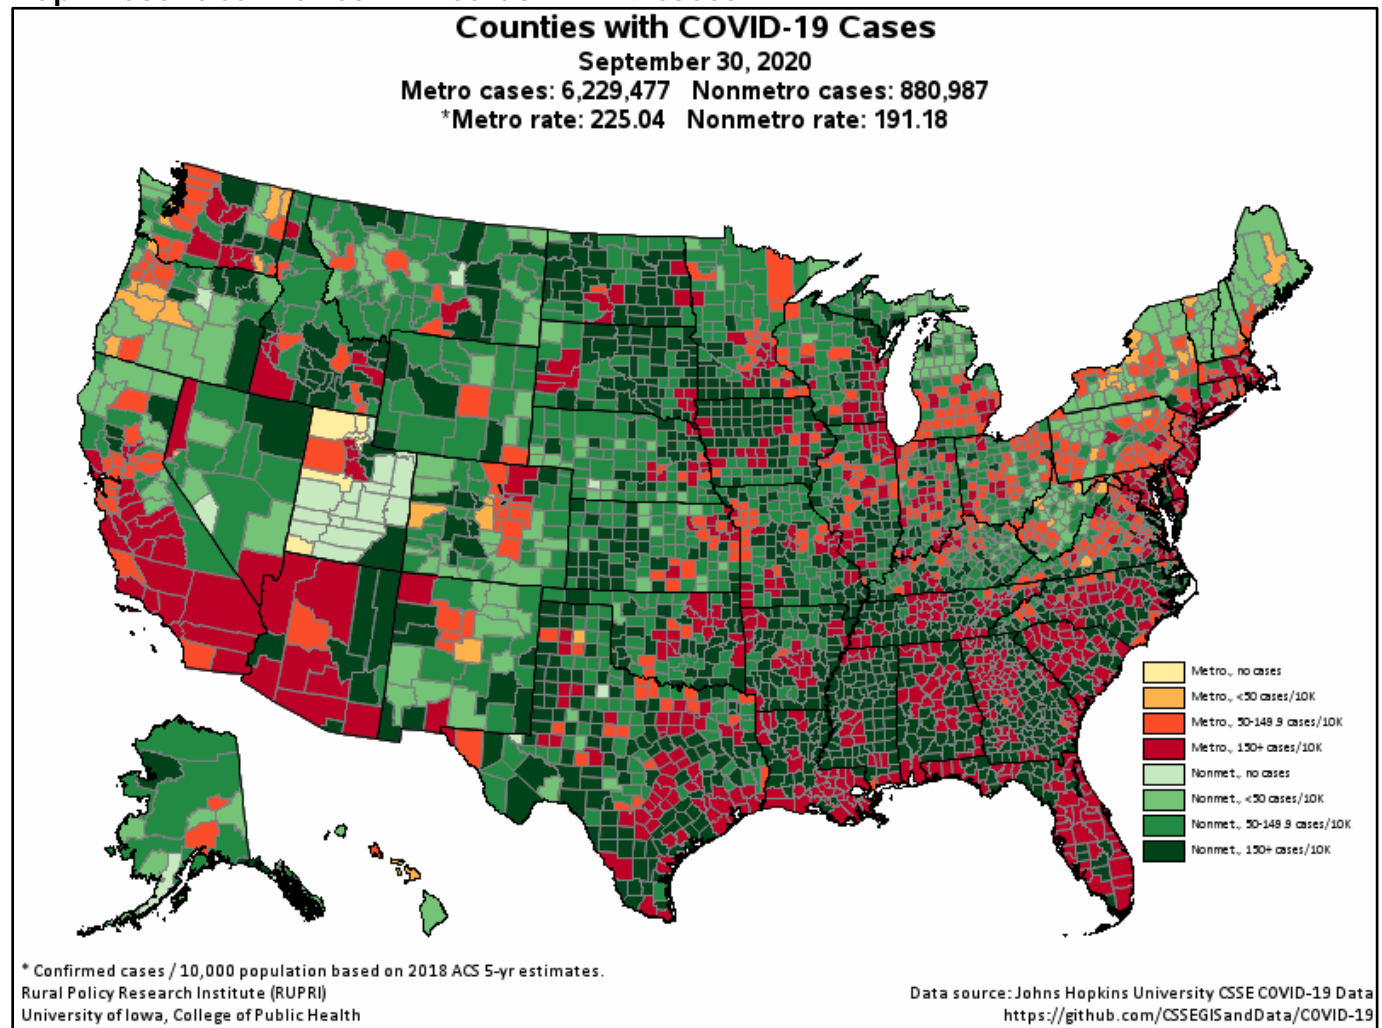 Counties with COVID-19 Cases
September 30, 2020
Metro cases: 6,229,477 Nonmetro cases: 880,987
*Metro rate: 225.04 Nonmetro rate: 191.18
Metro., no cases
Metro., <50 cases/10K
Metro., 50-149.9 cases/10K
Metro., 150+ cases/10K
Nonmet., no cases
Nonmet., <50 cases/10K
Nonmet., 50-149.9 cases/10K
Nonmet., 150+ cases/10K
* Confirmed cases / 10,000 population based on 2018 ACS 5-yr estimates.
Rural Policy Research Institute (RUPRI)
University of Iowa, College of Public Health
Data source: Johns Hopkins University CSSE COVID-19 Data
https://github.com/CSSEGISandData/COVID-19